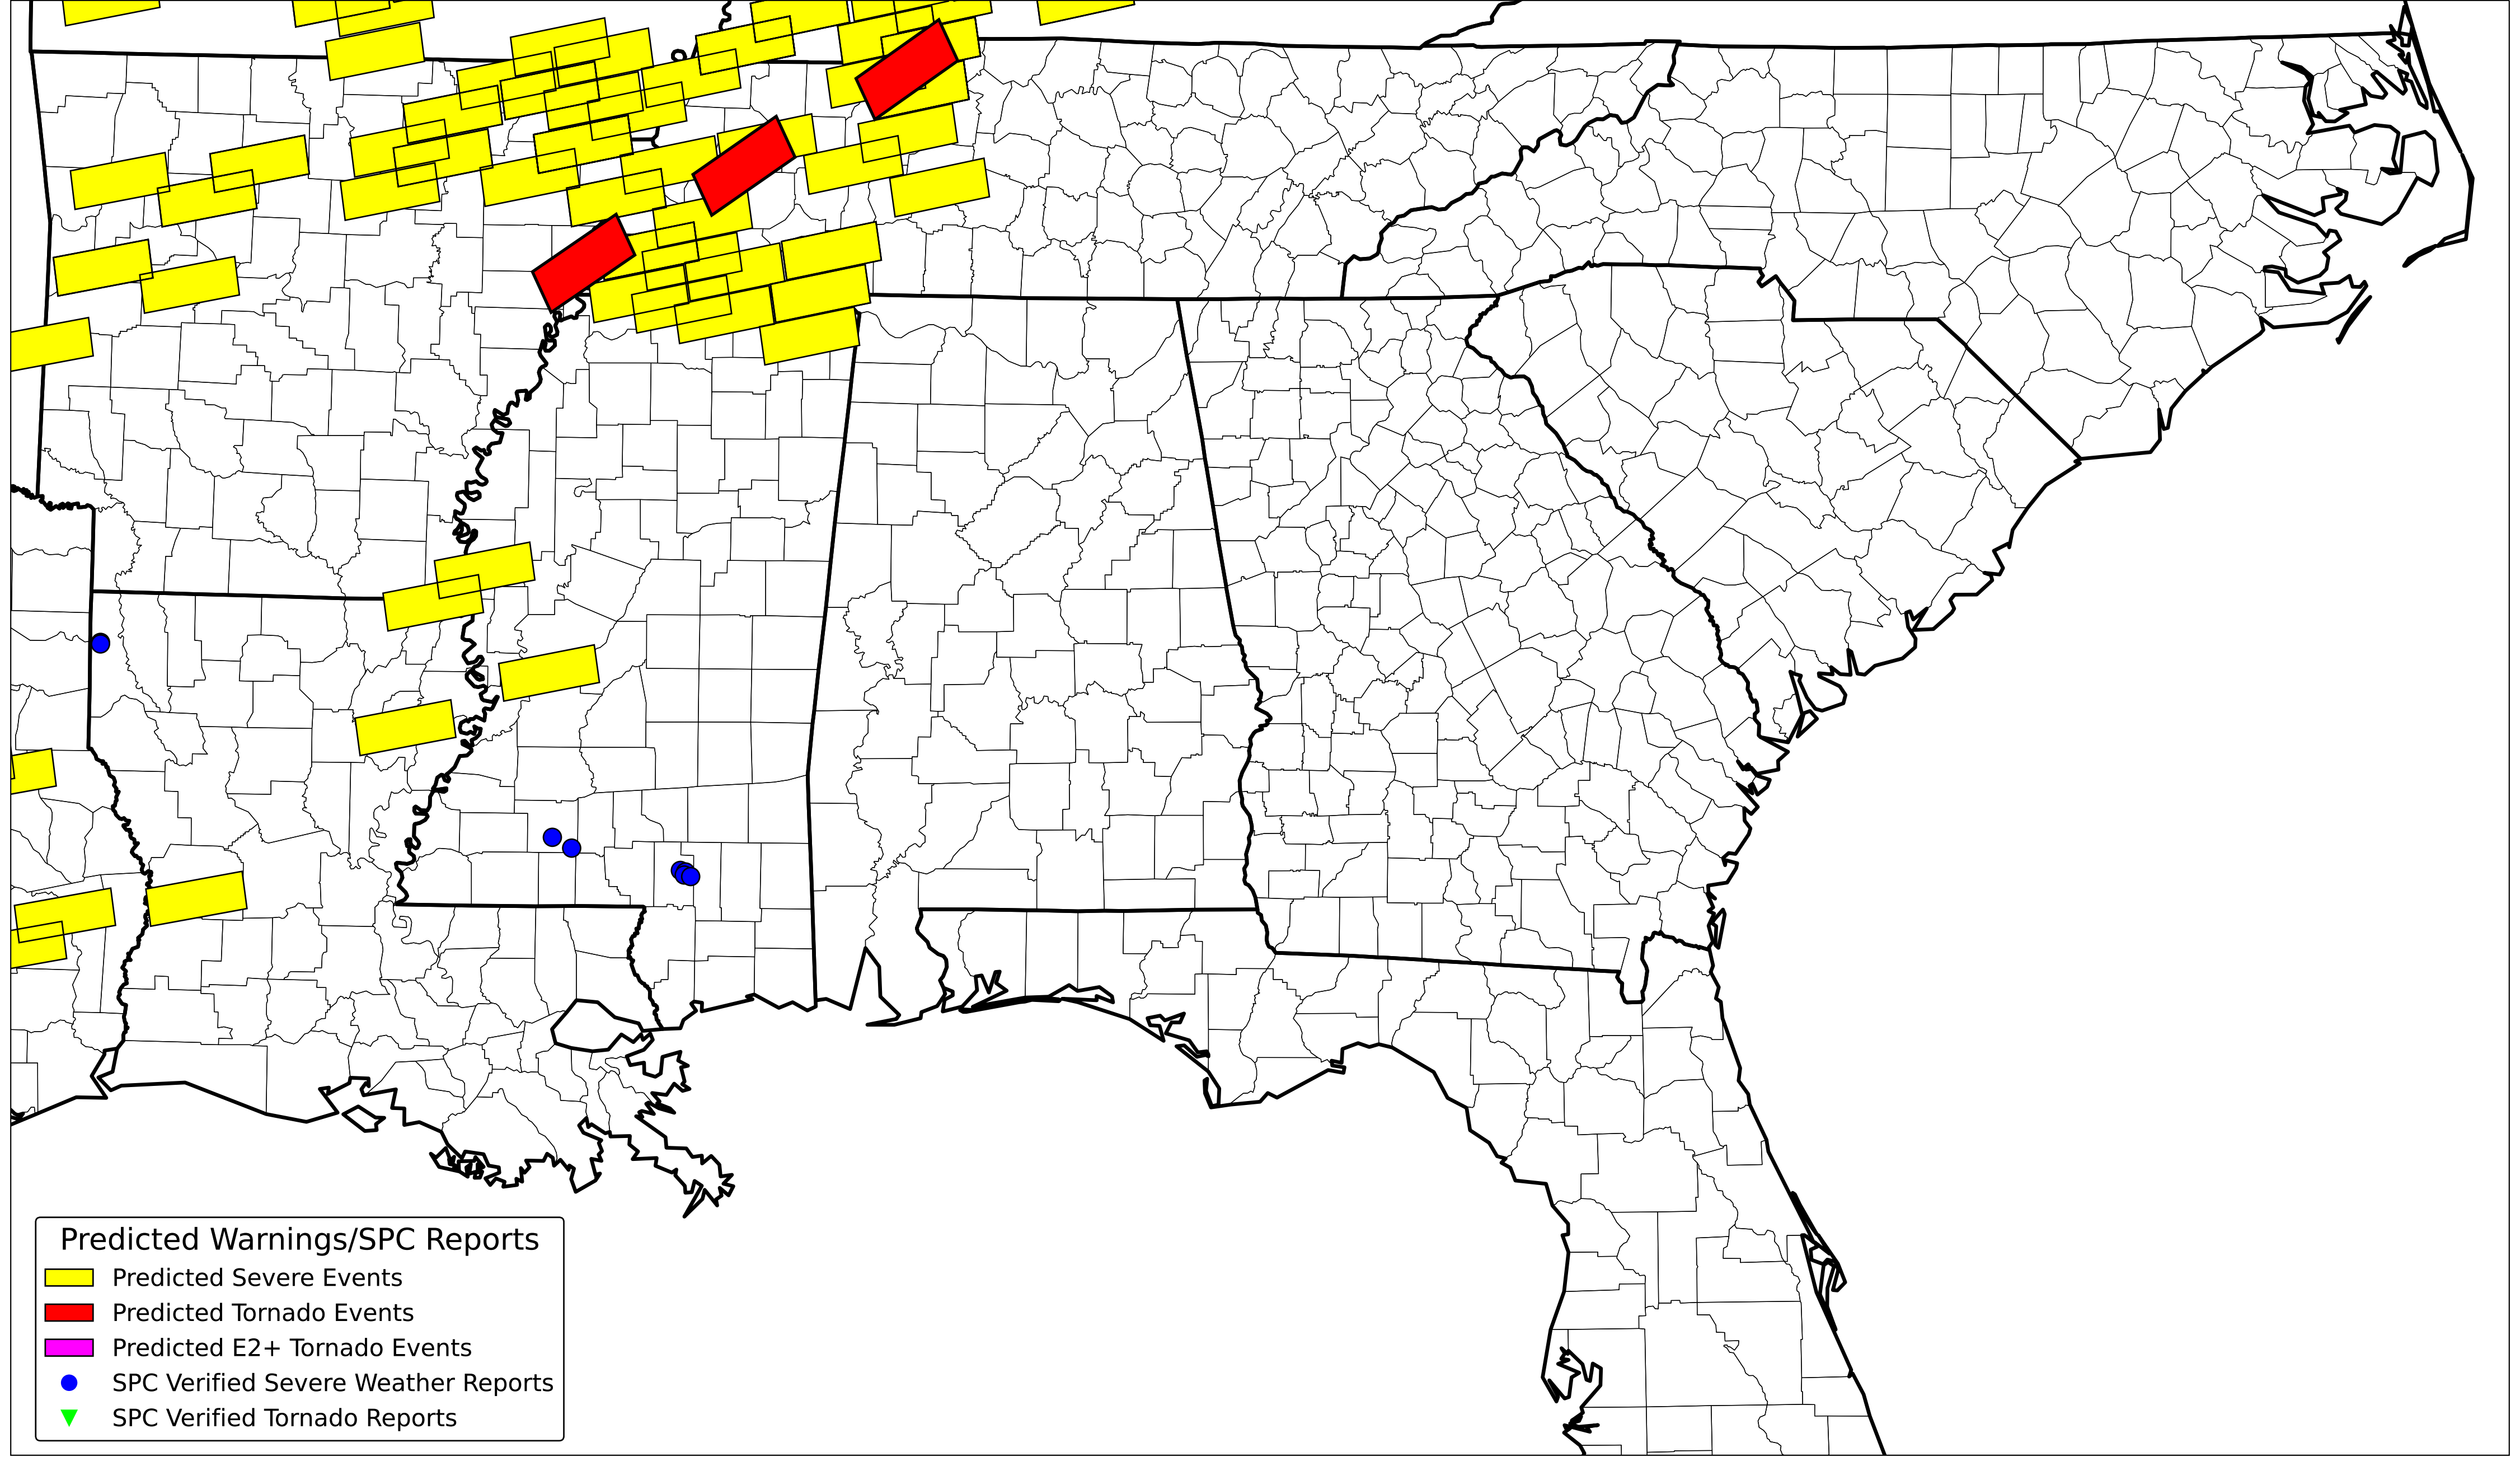 Predicted Warnings/SPC Reports
Predicted Severe Events
Predicted Tornado Events
Predicted E2+ Tornado Events
SPC Verified Severe Weather Reports
SPC Verified Tornado Reports